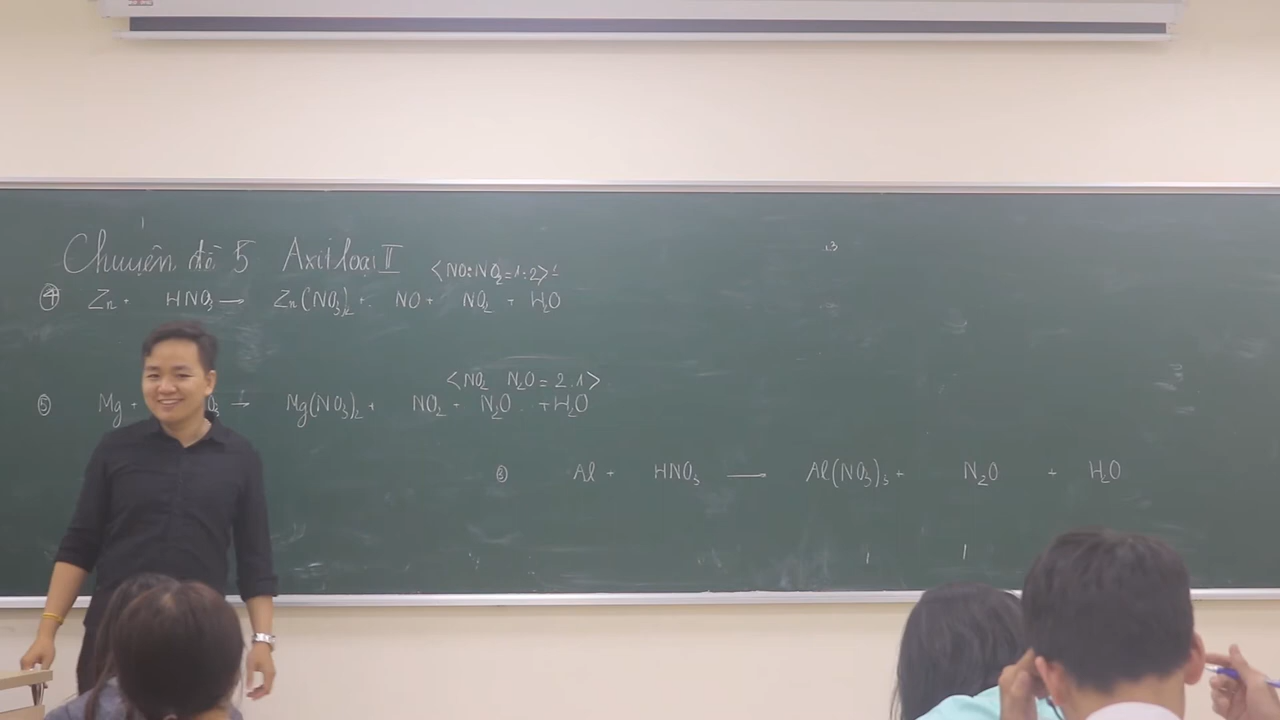 Chuyên đề 5 Axit loại II
<NO:NO₂=1:2>
④ Zn + HNO₃ → Zn(NO₃)₂ + NO + NO₂ + H₂O
<NO₂ N₂O = 2:1>
⑤ Mg + O₃ → Mg(NO₃)₂ + NO₂ + N₂O + H₂O
③ Al + HNO₃ → Al(NO₃)₃ + N₂O + H₂O